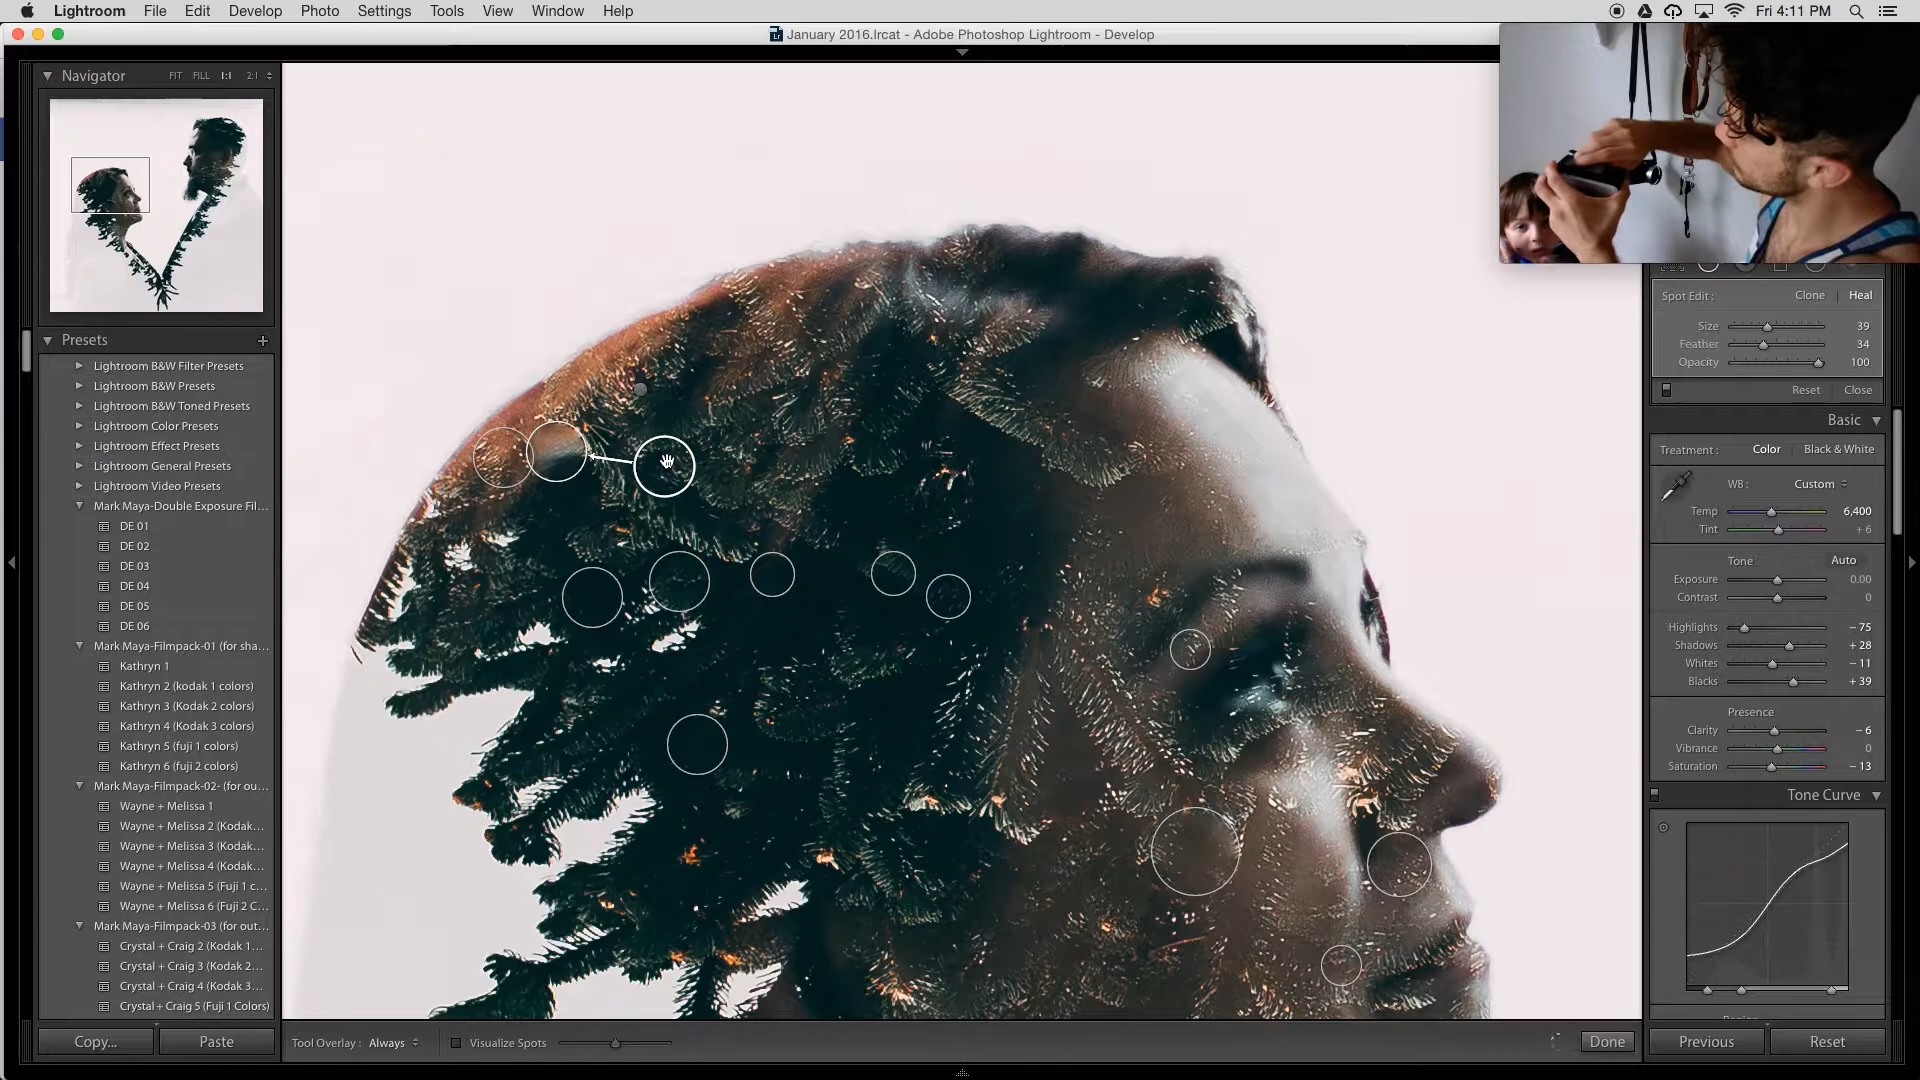 Lightroom File Edit Develop Photo Settings Tools View Window Help
Fri 4:11 PM
January 2016.lrcat - Adobe Photoshop Lightroom - Develop
Navigator FIT FILL 1:1 2:1
Presets
Lightroom B&W Filter Presets
Lightroom B&W Presets
Lightroom B&W Toned Presets
Lightroom Color Presets
Lightroom Effect Presets
Lightroom General Presets
Lightroom Video Presets
Mark Maya-Double Exposure Fil...
DE 01
DE 02
DE 03
DE 04
DE 05
DE 06
Mark Maya-Filmpack-01 (for sha...
Kathryn 1
Kathryn 2 (kodak 1 colors)
Kathryn 3 (Kodak 2 colors)
Kathryn 4 (Kodak 3 colors)
Kathryn 5 (fuji 1 colors)
Kathryn 6 (fuji 2 colors)
Mark Maya-Filmpack-02- (for ou...
Wayne + Melissa 1
Wayne + Melissa 2 (Kodak...
Wayne + Melissa 3 (Kodak...
Wayne + Melissa 4 (Kodak...
Wayne + Melissa 5 (Fuji 1 c...
Wayne + Melissa 6 (Fuji 2 C...
Mark Maya-Filmpack-03 (for out...
Crystal + Craig 2 (Kodak 1...
Crystal + Craig 3 (Kodak 2...
Crystal + Craig 4 (Kodak 3...
Crystal + Craig 5 (Fuji 1 Colors)
Copy... Paste
Tool Overlay : Always Visualize Spots Done
Spot Edit : Clone Heal
Size 39
Feather 34
Opacity 100
Reset Close
Basic
Treatment : Color Black & White
WB : Custom
Temp 6,400
Tint + 6
Tone Auto
Exposure 0.00
Contrast 0
Highlights - 75
Shadows + 28
Whites - 11
Blacks + 39
Presence
Clarity - 6
Vibrance 0
Saturation - 13
Tone Curve
Previous Reset